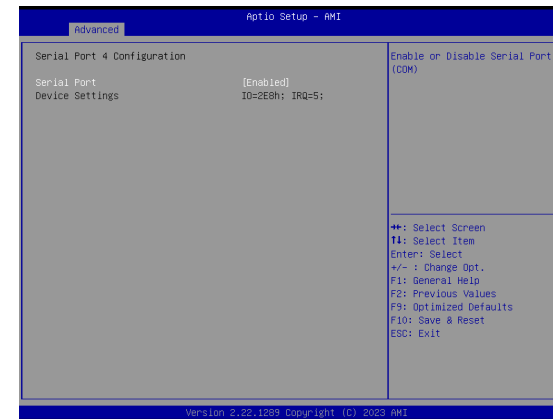 Aptio Setup - AMI
Advanced
Serial Port 4 Configuration
Serial Port [Enabled]
Device Settings IO=2E8h; IRQ=5;
Enable or Disable Serial Port
(COM)
→←: Select Screen
↑↓: Select Item
Enter: Select
+/- : Change Opt.
F1: General Help
F2: Previous Values
F9: Optimized Defaults
F10: Save & Reset
ESC: Exit
Version 2.22.1289 Copyright (C) 2023 AMI